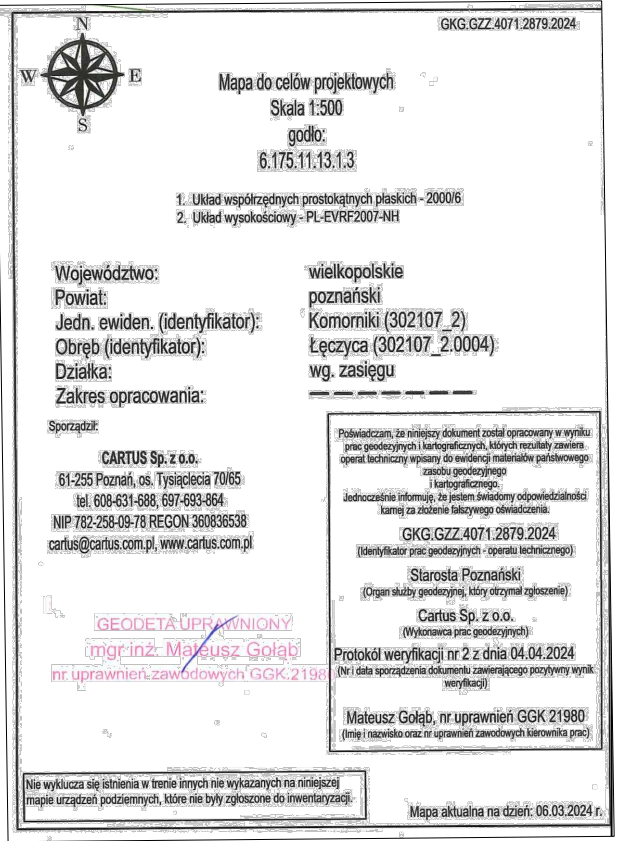 GKG.GZZ.4071.2879.2024
N
W E
S
Mapa do celów projektowych
Skala 1:500
godło:
6.175.11.13.1.3
1. Układ współrzędnych prostokątnych płaskich - 2000/6
2. Układ wysokościowy - PL-EVRF2007-NH
Województwo: wielkopolskie
Powiat: poznański
Jedn. ewiden. (identyfikator): Komorniki (302107_2)
Obręb (identyfikator): Łęczyca (302107_2.0004)
Działka: wg. zasięgu
Zakres opracowania:
Sporządził:
CARTUS Sp. z o.o.
61-255 Poznań, os. Tysiąclecia 70/65
tel. 608-631-688, 697-693-864
NIP 782-258-09-78 REGON 360836538
cartus@cartus.com.pl, www.cartus.com.pl
GEODETA UPRAWNIONY
mgr inż. Mateusz Gołąb
nr uprawnień zawodowych GGK 21980
Poświadczam, że niniejszy dokument został opracowany w wyniku
prac geodezyjnych i kartograficznych, których rezultaty zawiera
operat techniczny wpisany do ewidencji materiałów państwowego
zasobu geodezyjnego
i kartograficznego.
Jednocześnie informuję, że jestem świadomy odpowiedzialności
karnej za złożenie fałszywego oświadczenia.
GKG.GZZ.4071.2879.2024
(Identyfikator prac geodezyjnych - operatu technicznego)
Starosta Poznański
(Organ służby geodezyjnej, który otrzymał zgłoszenie)
Cartus Sp. z o.o.
(Wykonawca prac geodezyjnych)
Protokół weryfikacji nr 2 z dnia 04.04.2024
(Nr i data sporządzenia dokumentu zawierającego pozytywny wynik
weryfikacji)
Mateusz Gołąb, nr uprawnień GGK 21980
(Imię i nazwisko oraz nr uprawnień zawodowych kierownika prac)
Nie wyklucza się istnienia w trenie innych nie wykazanych na niniejszej
mapie urządzeń podziemnych, które nie były zgłoszone do inwentaryzacji.
Mapa aktualna na dzień: 06.03.2024 r.